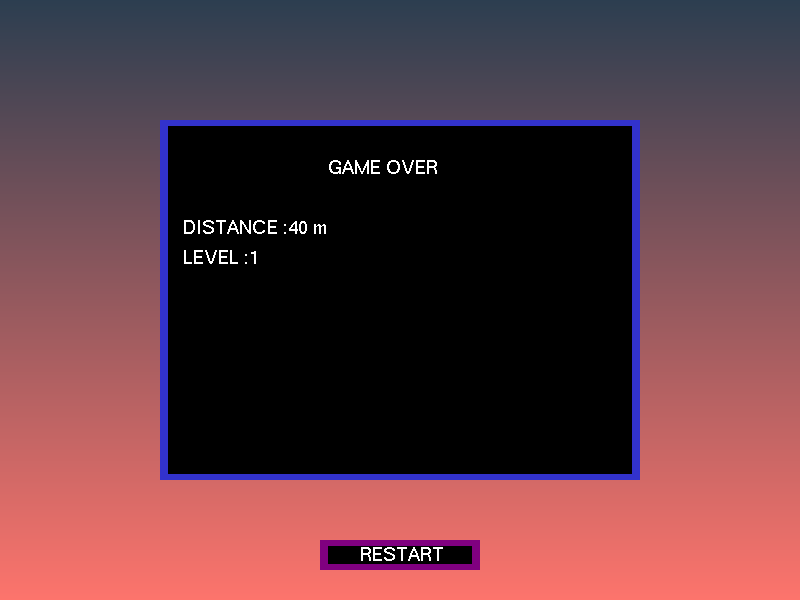 GAME OVER
DISTANCE :40 m
LEVEL :1
RESTART